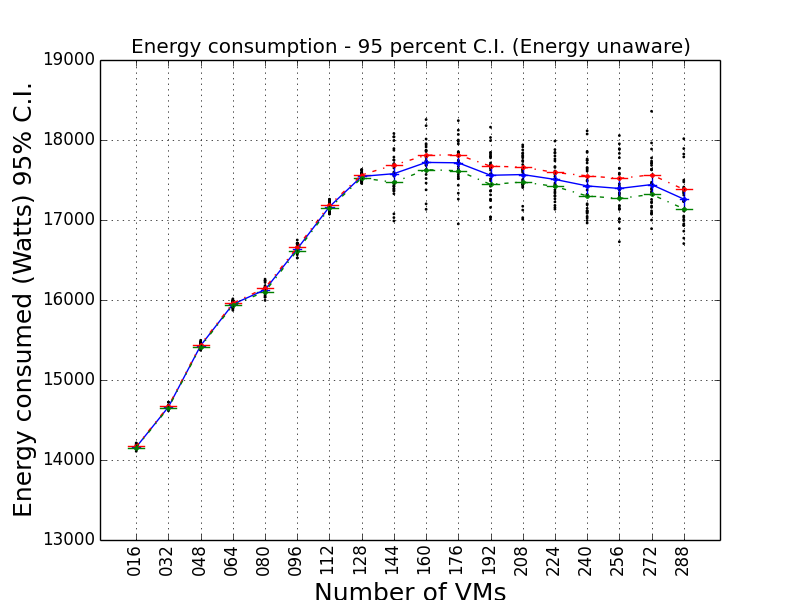 Energy consumption - 95 percent C.I. (Energy unaware)
Energy consumed (Watts) 95% C.I.
19000
18000
17000
16000
15000
14000
13000
016 032 048 064 080 096 112 128 144 160 176 192 208 224 240 256 272 288
Number of VMs